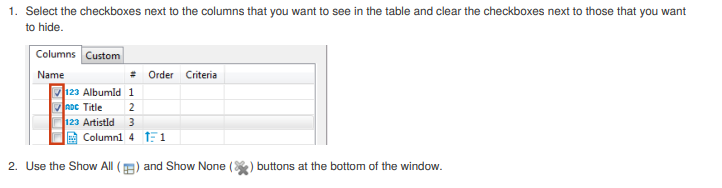 1. Select the checkboxes next to the columns that you want to see in the table and clear the checkboxes next to those that you want
to hide.
Columns Custom
Name # Order Criteria
123 AlbumId 1
ABC Title 2
123 ArtistId 3
Column1 4 1
2. Use the Show All ( ) and Show None ( ) buttons at the bottom of the window.